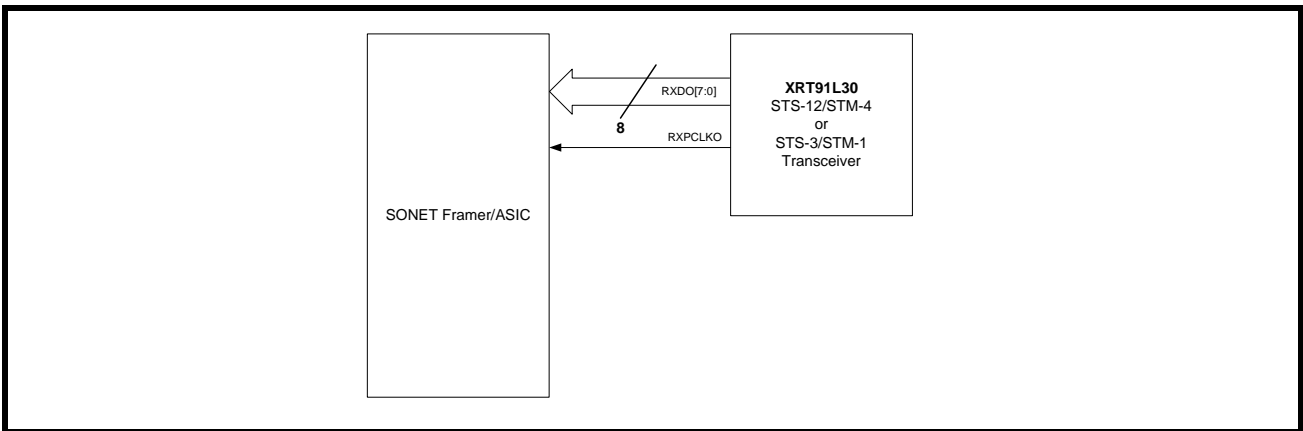 RXDO[7:0]
8
RXPCLKO
SONET Framer/ASIC
XRT91L30
STS-12/STM-4
or
STS-3/STM-1
Transceiver